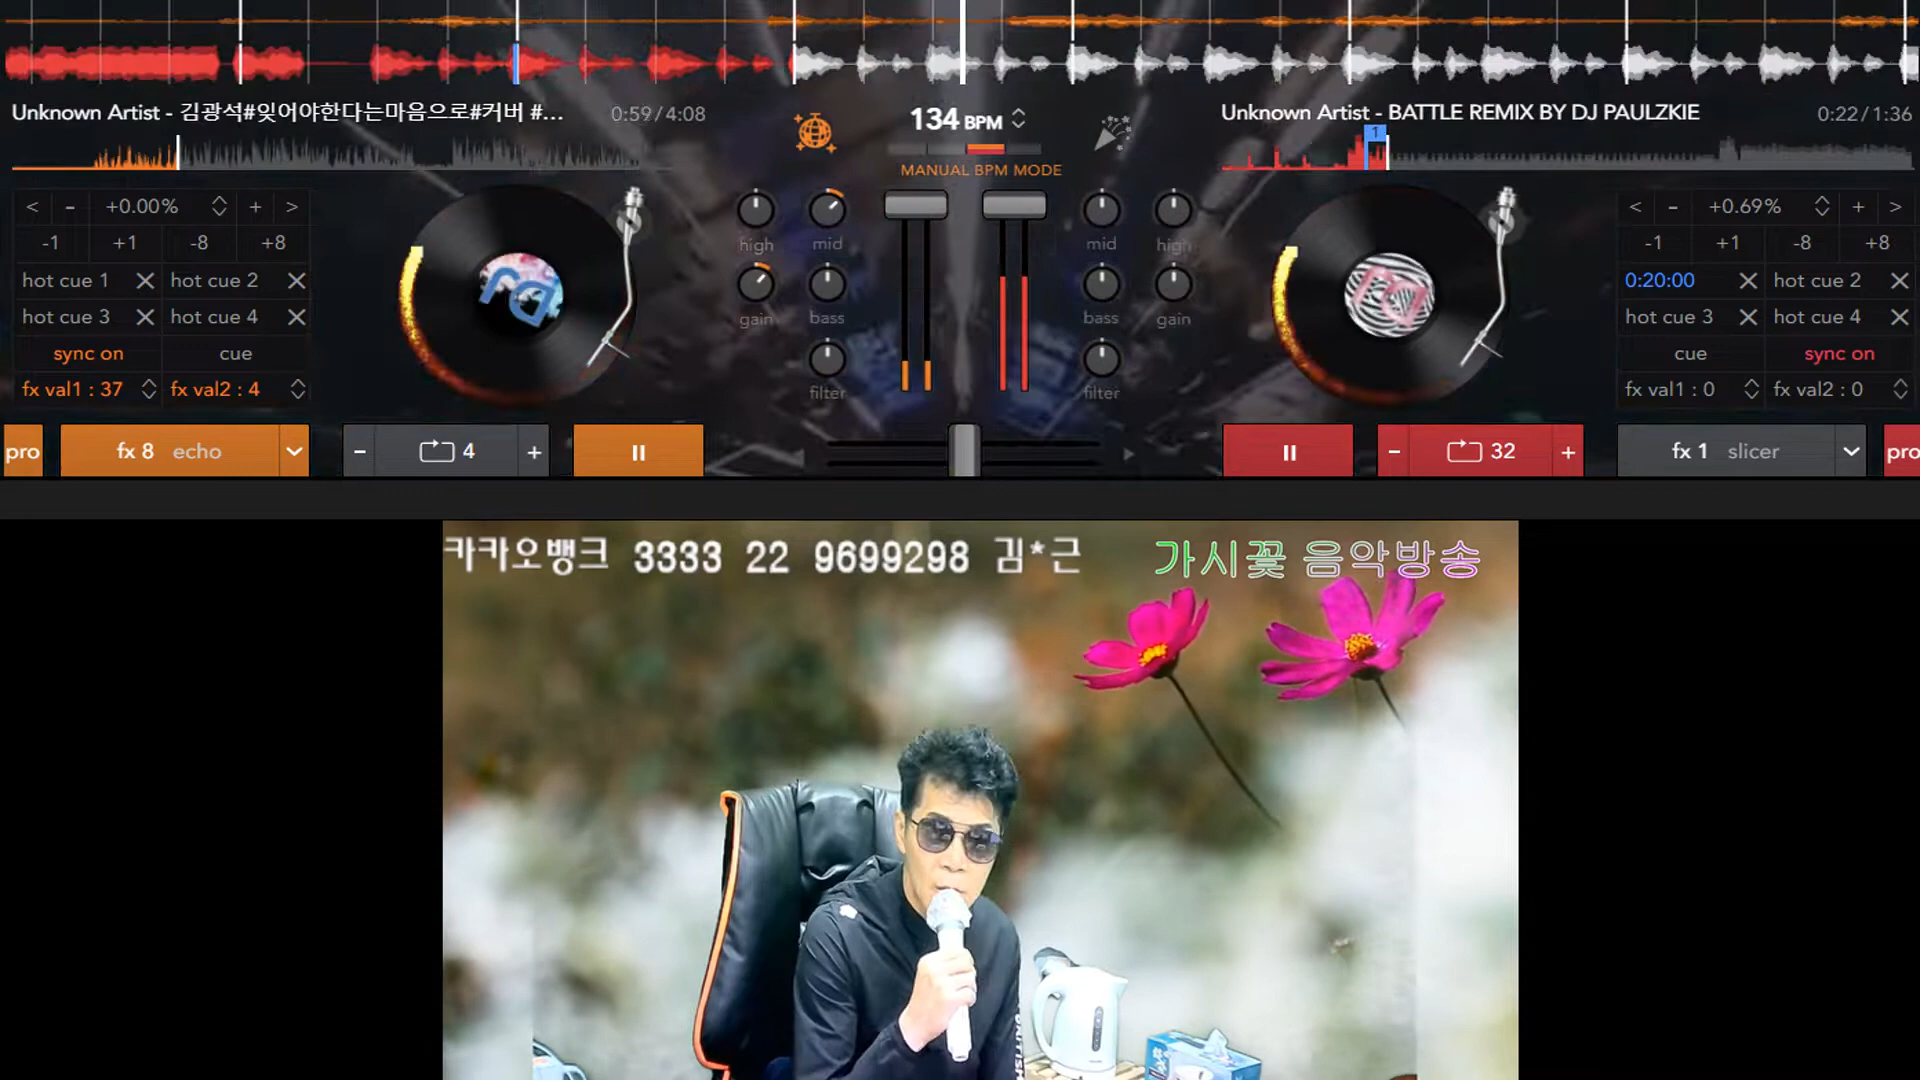 Unknown Artist - 김광석#잊어야한다는마음으로#커버 #...
0:59/4:08
134 BPM
MANUAL BPM MODE
Unknown Artist - BATTLE REMIX BY DJ PAULZKIE
0:22/1:36
1
< - +0.00% + >
-1 +1 -8 +8
hot cue 1 hot cue 2
hot cue 3 hot cue 4
sync on cue
fx val1 : 37 fx val2 : 4
high mid
gain bass
filter
mid high
bass gain
filter
< - +0.69% + >
-1 +1 -8 +8
0:20:00 hot cue 2
hot cue 3 hot cue 4
cue sync on
fx val1 : 0 fx val2 : 0
pro fx 8 echo - 4 +
- 32 + fx 1 slicer pro
카카오뱅크 3333 22 9699298 김*근
가시꽃 음악방송